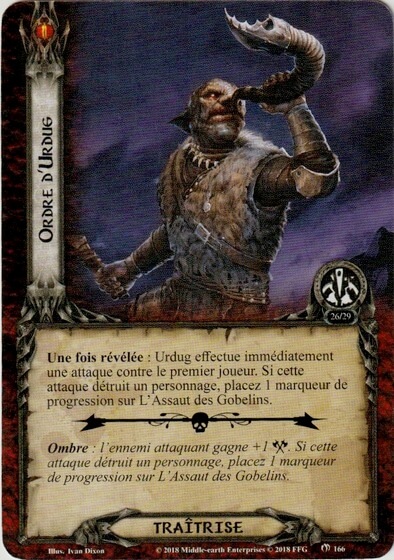 ORDRE D'URDUG
26/29
Une fois révélée : Urdug effectue immédiatement
une attaque contre le premier joueur. Si cette
attaque détruit un personnage, placez 1 marqueur de
progression sur L'Assaut des Gobelins.
Ombre : l'ennemi attaquant gagne +1 . Si cette
attaque détruit un personnage, placez 1 marqueur
de progression sur L'Assaut des Gobelins.
TRAÎTRISE
Illus. Ivan Dixon © 2018 Middle-earth Enterprises © 2018 FFG 166